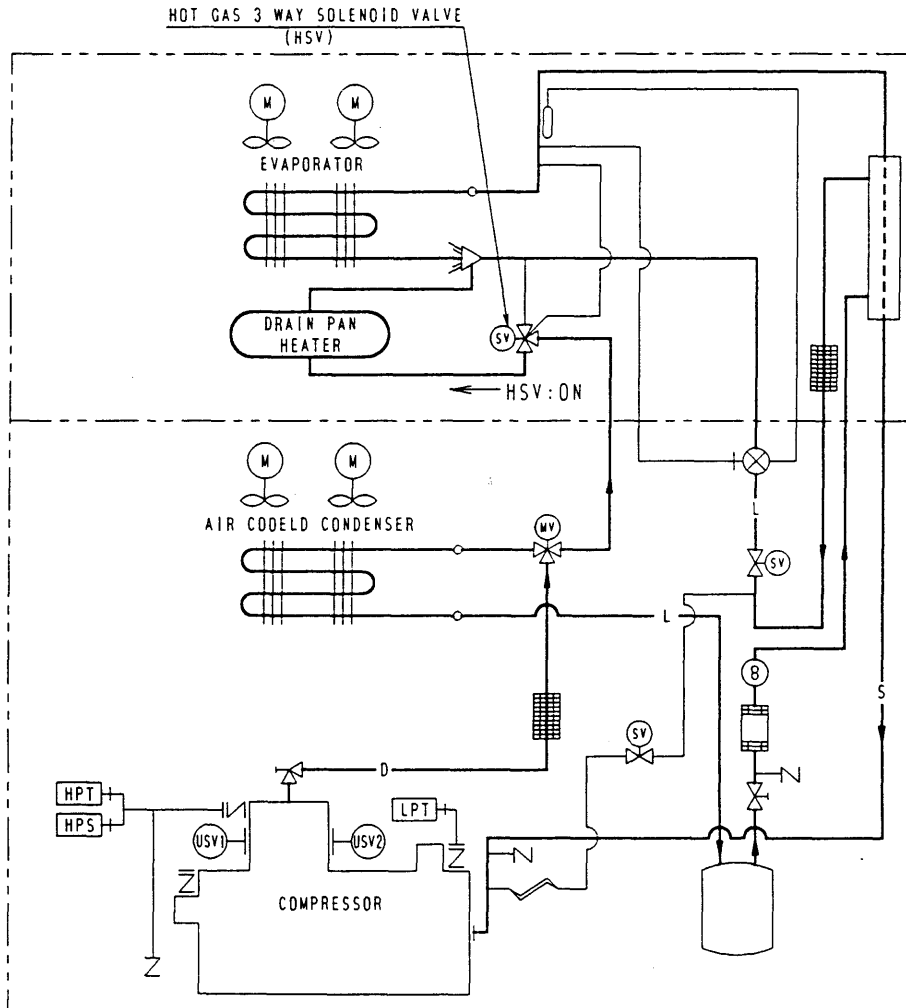 HOT GAS 3 WAY SOLENOID VALVE
(HSV)
M
M
EVAPORATOR
DRAIN PAN
HEATER
SV
HSV:ON
M
M
AIR COOELD CONDENSER
MV
L
SV
L
8
S
SV
D
HPT
HPS
LPT
USV1
USV2
COMPRESSOR